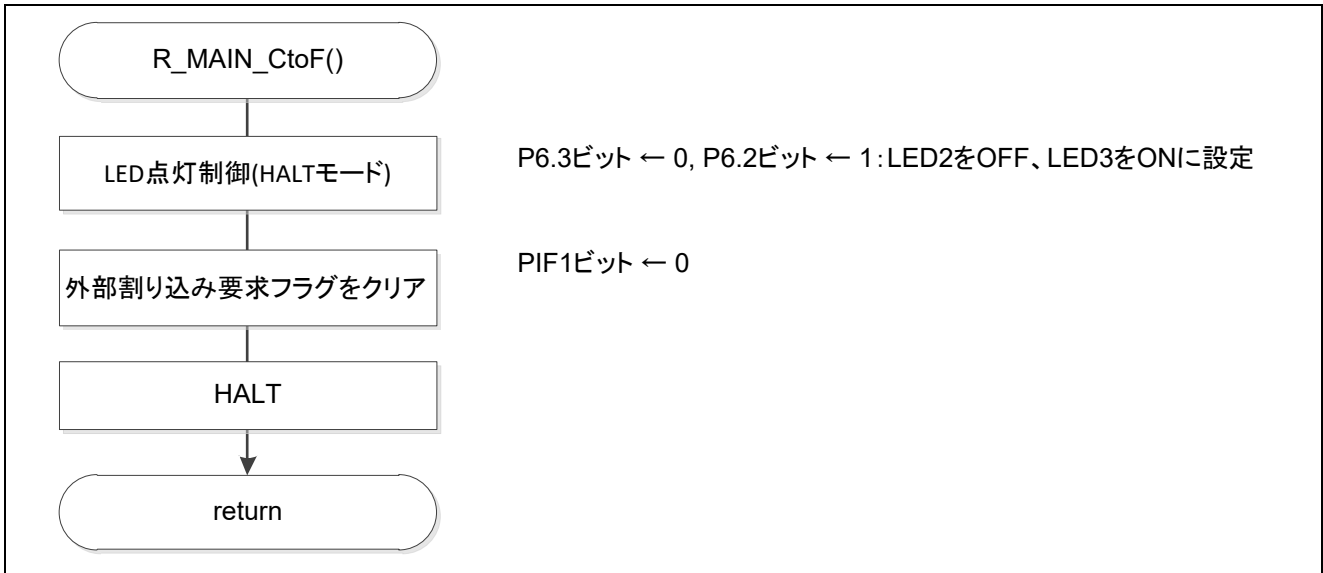 R_MAIN_CtoF()
LED点灯制御(HALTモード)
P6.3ビット ← 0, P6.2ビット ← 1:LED2をOFF、LED3をONに設定
外部割り込み要求フラグをクリア
PIF1ビット ← 0
HALT
return